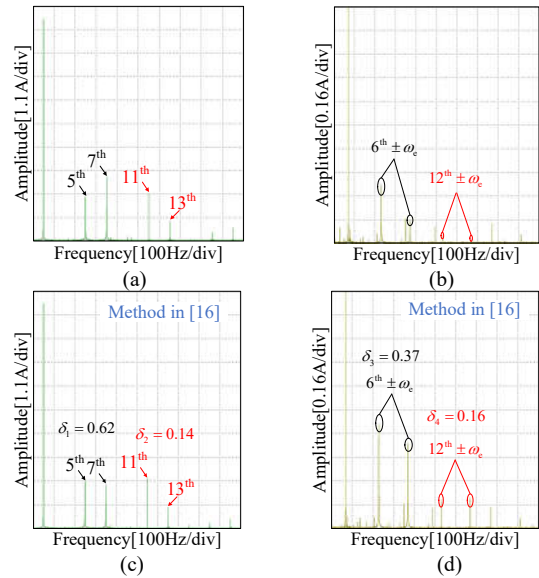 Amplitude[1.1A/div]
5th
7th
11th
13th
Frequency[100Hz/div]
(a)
Amplitude[0.16A/div]
6th ± ωe
12th ± ωe
Frequency[100Hz/div]
(b)
Amplitude[1.1A/div]
Method in [16]
δ1 = 0.62
δ2 = 0.14
5th
7th
11th
13th
Frequency[100Hz/div]
(c)
Amplitude[0.16A/div]
Method in [16]
δ3 = 0.37
6th ± ωe
δ4 = 0.16
12th ± ωe
Frequency[100Hz/div]
(d)